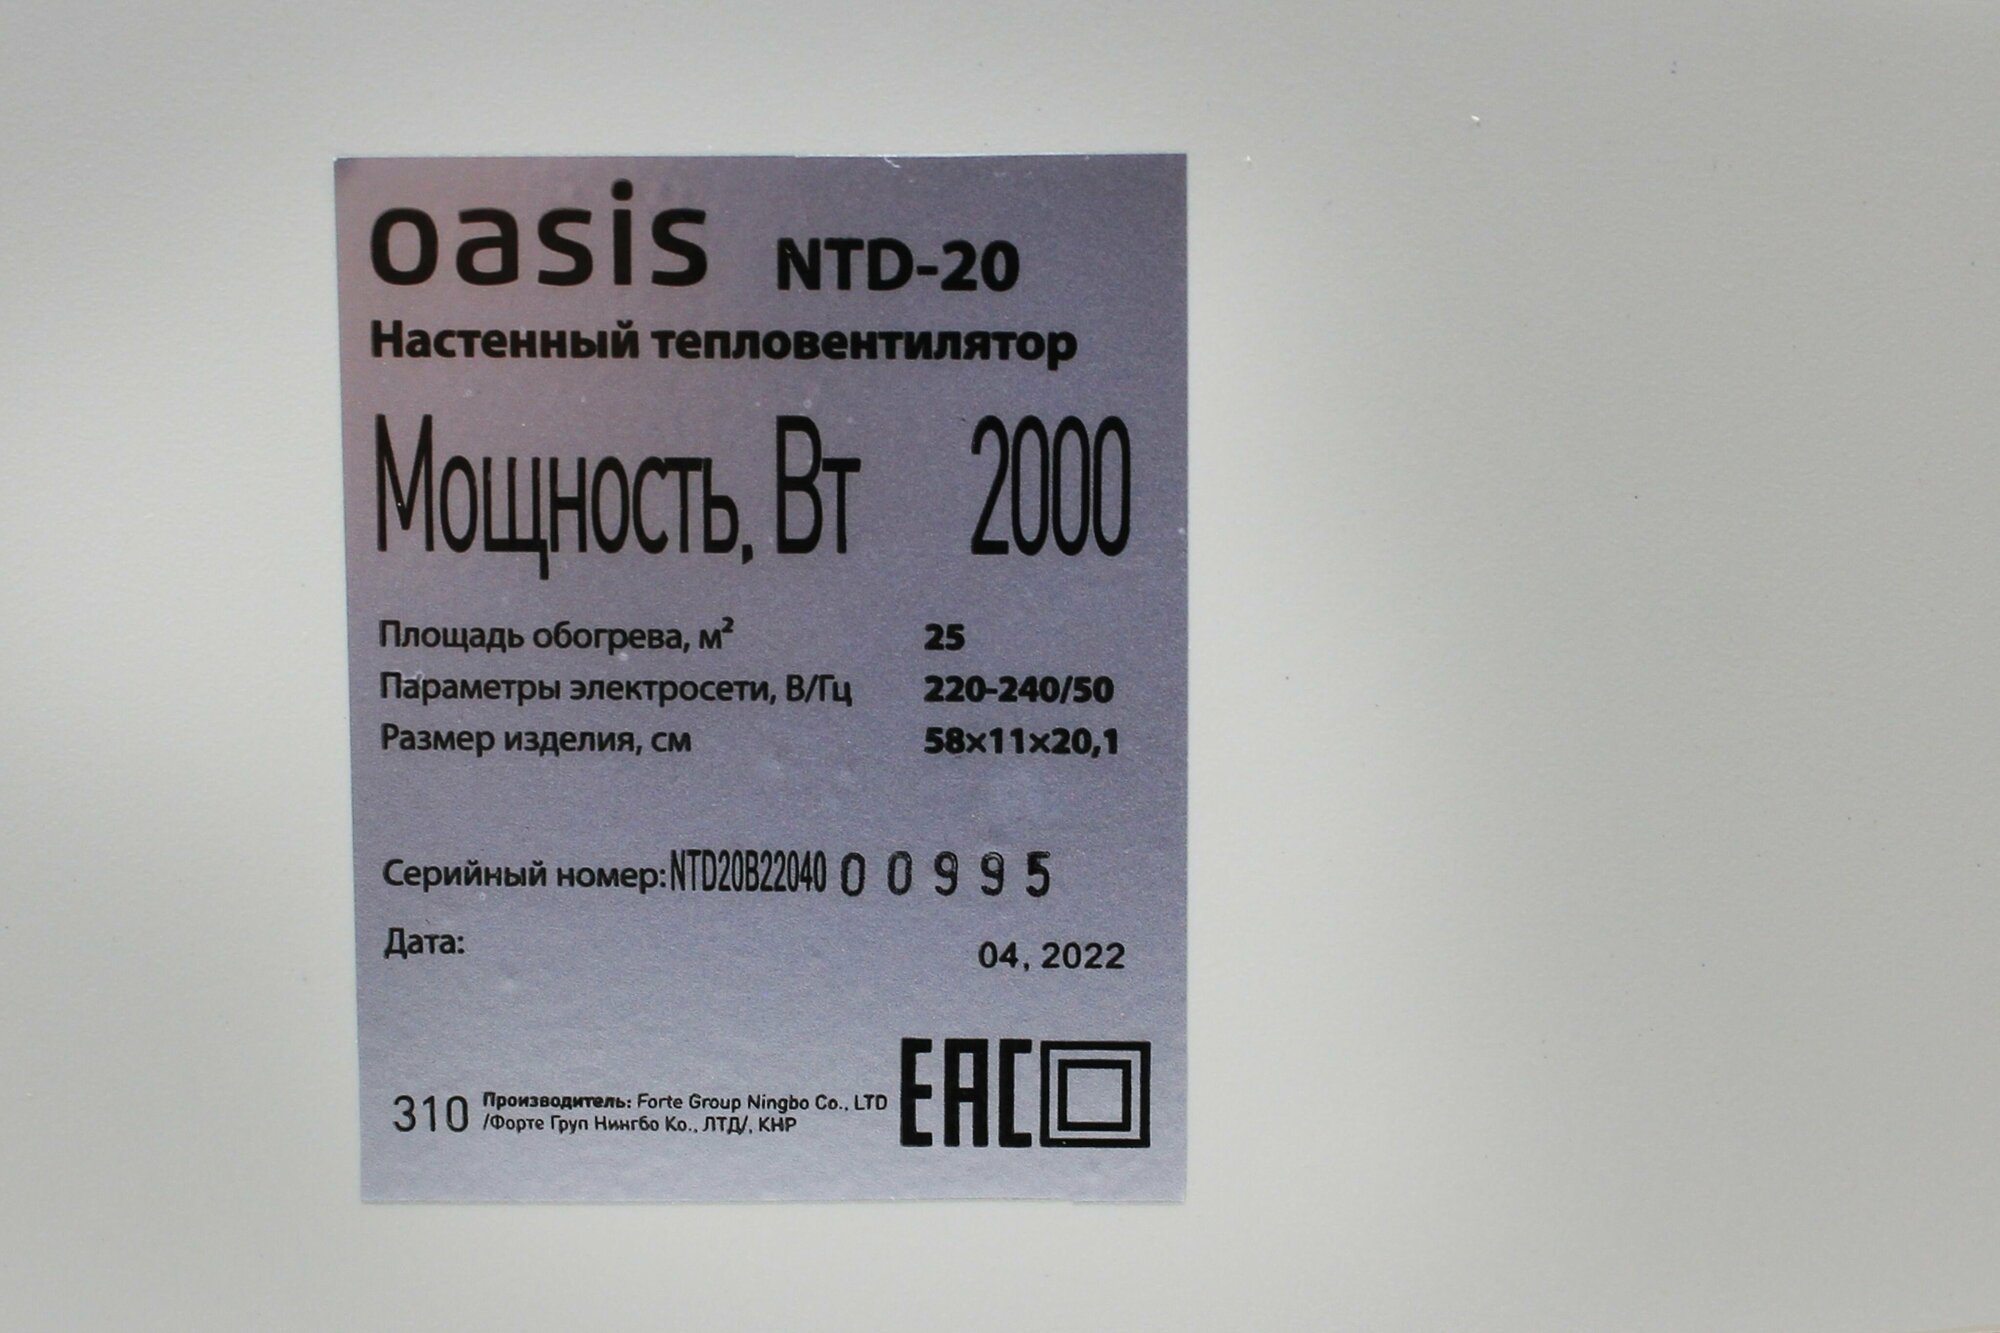 oasis NTD-20
Настенный тепловентилятор
Мощность, Вт 2000
Площадь обогрева, м² 25
Параметры электросети, В/Гц 220-240/50
Размер изделия, см 58×11×20,1
Серийный номер: NTD20B22040 0 0 9 9 5
Дата: 04, 2022
310 Производитель: Forte Group Ningbo Co., LTD
/Форте Груп Нингбо Ко., ЛТД/, КНР
EAC